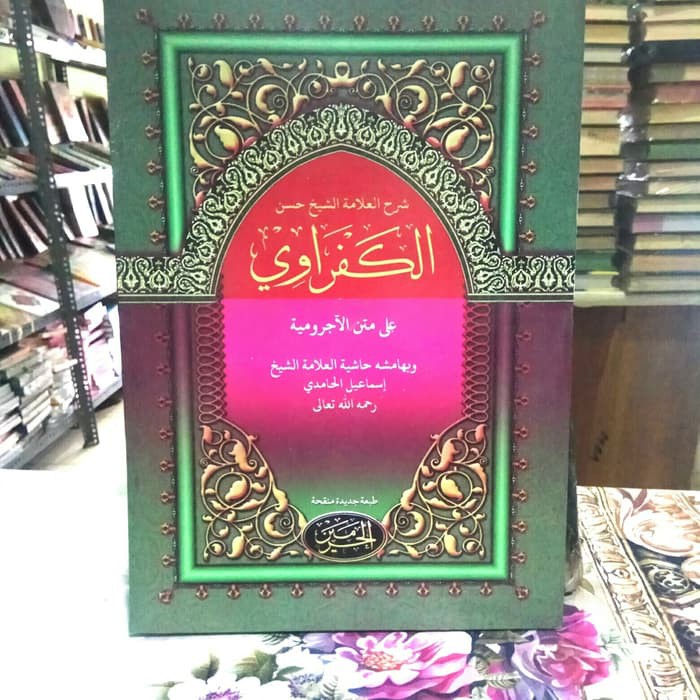 شرح العلامة الشيخ حسن
الكفراوي
على متن الآجرومية
وبهامشه حاشية العلامة الشيخ
إسماعيل الحامدي
رحمه الله تعالى
طبعة جديدة منقحة
الحرمين